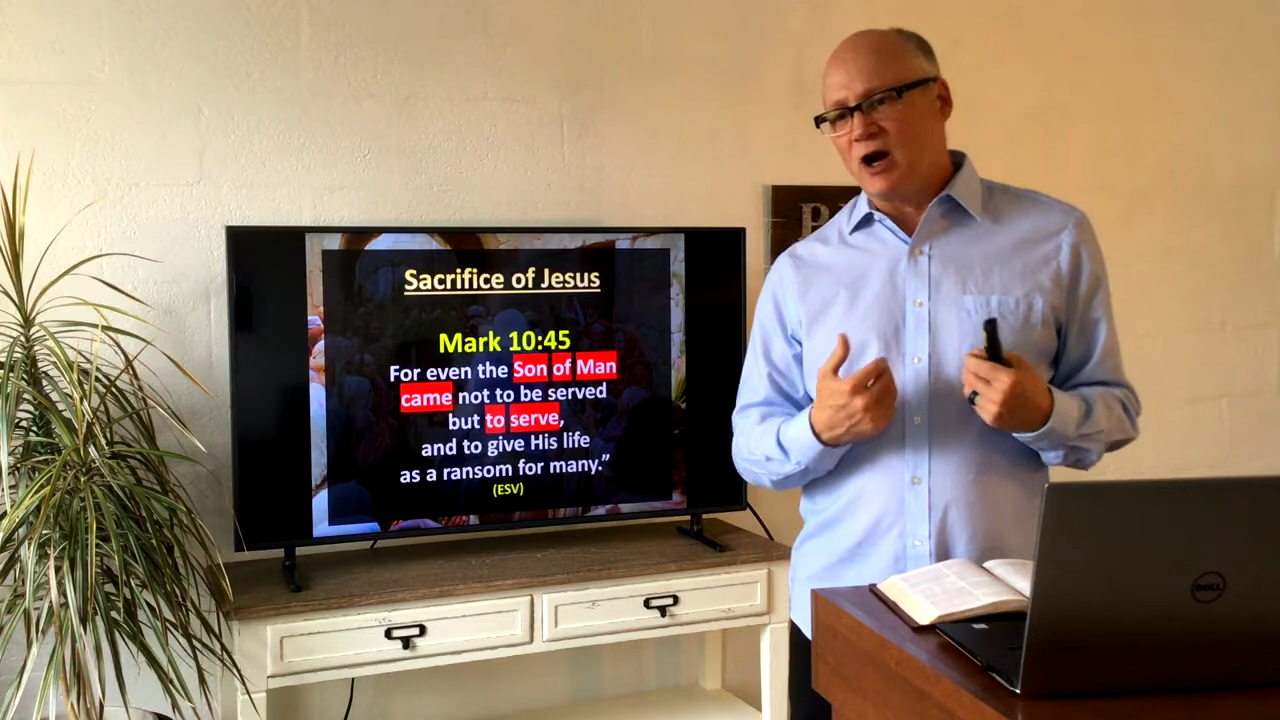 Sacrifice of Jesus
Mark 10:45
For even the Son of Man
came not to be served
but to serve,
and to give His life
as a ransom for many.”
(ESV)
DELL